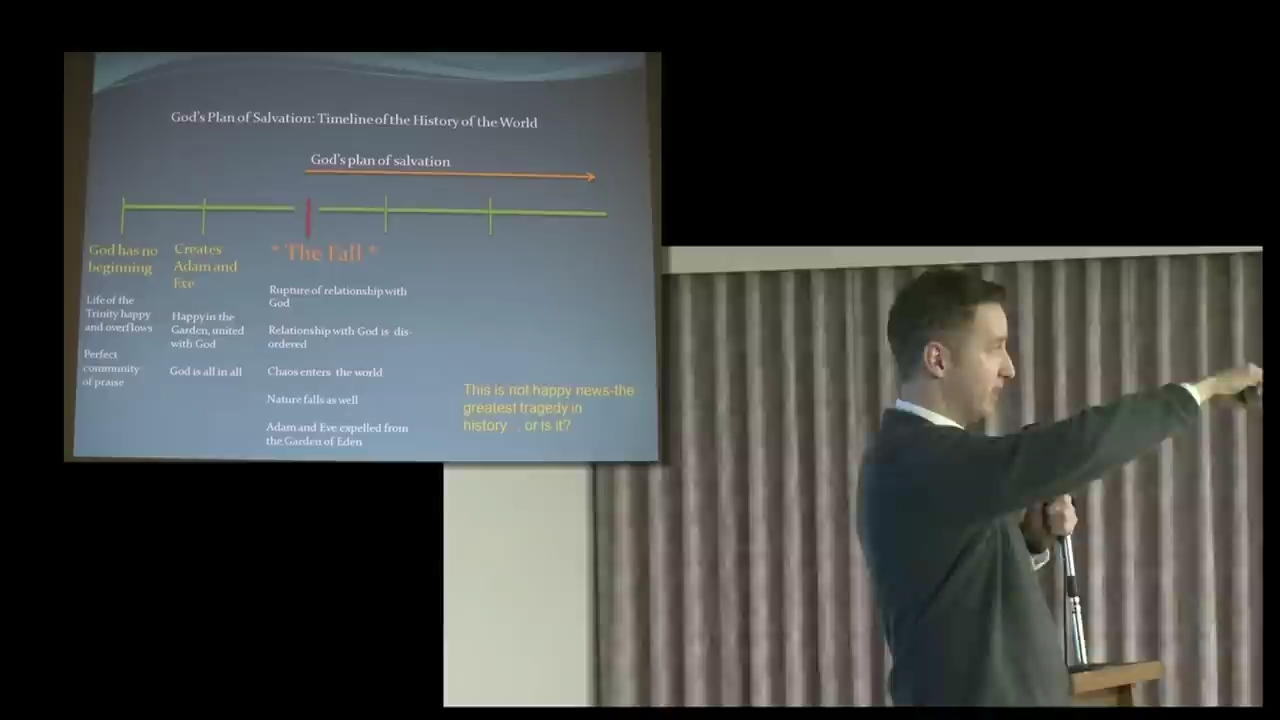 God's Plan of Salvation: Timeline of the History of the World
God's plan of salvation
God has no
beginning
Life of the
Trinity happy
and overflows
Perfect
community
of praise
Creates
Adam and
Eve
Happy in the
Garden, united
with God
God is all in all
* The Fall *
Rupture of relationship with
God
Relationship with God is dis-
ordered
Chaos enters the world
Nature falls as well
Adam and Eve expelled from
the Garden of Eden
This is not happy news-the
greatest tragedy in
history . . or is it?